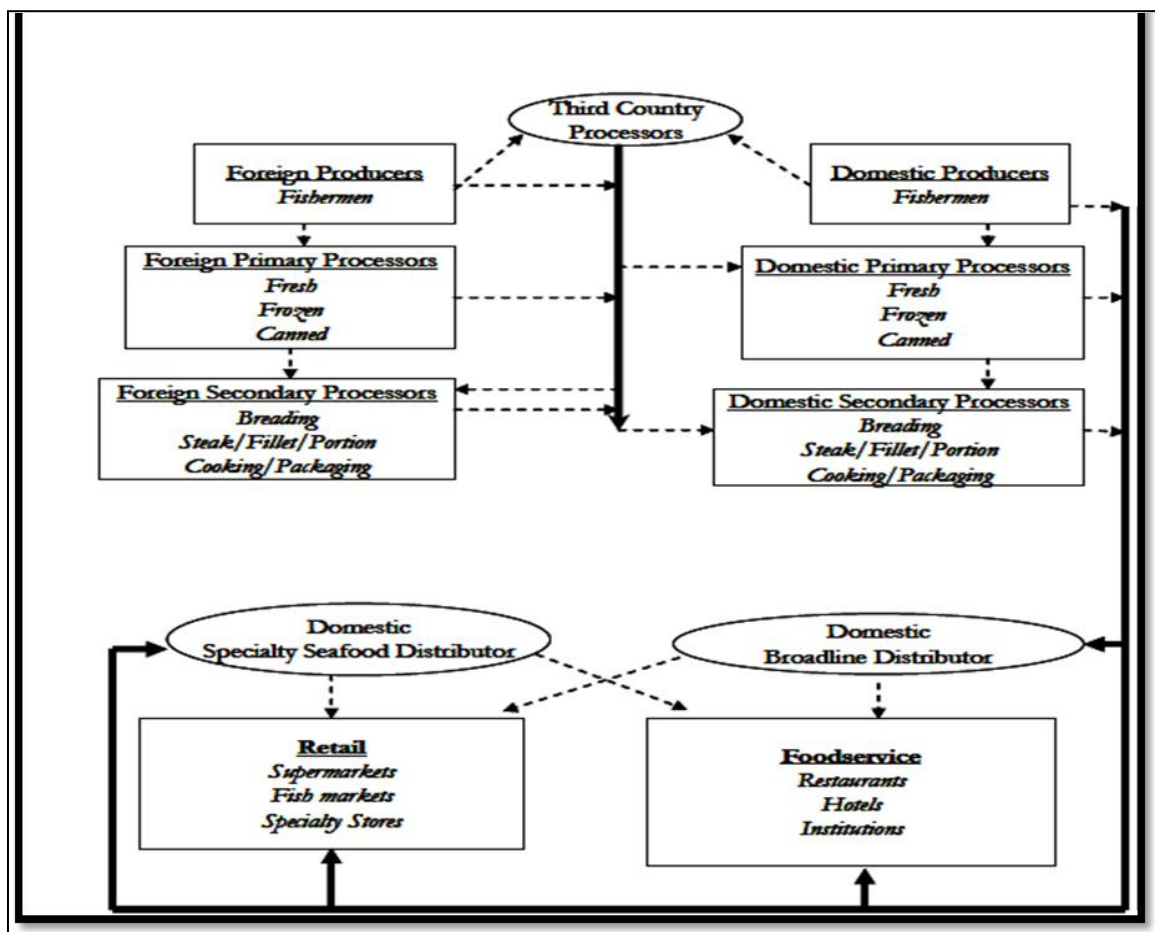 Third Country
Processors
Foreign Producers
Fishermen
Domestic Producers
Fishermen
Foreign Primary Processors
Fresh
Frozen
Canned
Domestic Primary Processors
Fresh
Frozen
Canned
Foreign Secondary Processors
Breading
Steak/Fillet/Portion
Cooking/Packaging
Domestic Secondary Processors
Breading
Steak/Fillet/Portion
Cooking/Packaging
Domestic
Specialty Seafood Distributor
Domestic
Broadline Distributor
Retail
Supermarkets
Fish markets
Specialty Stores
Foodservice
Restaurants
Hotels
Institutions